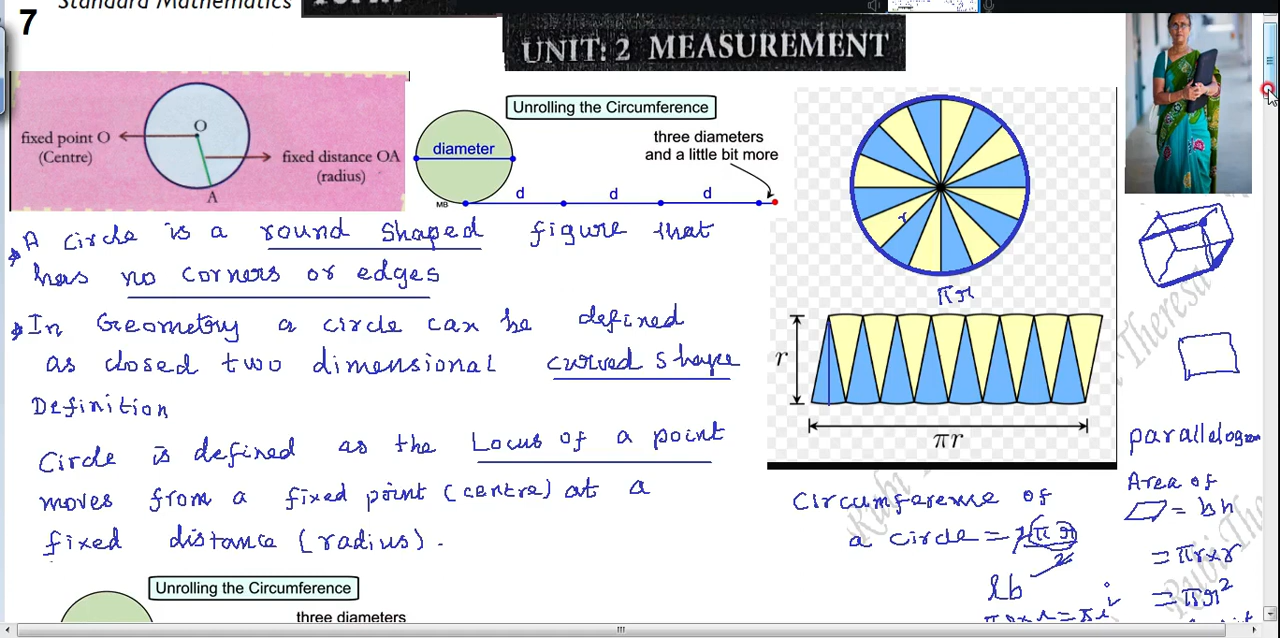 7
Standard Mathematics
UNIT: 2 MEASUREMENT
fixed point O
(Centre)
O
fixed distance OA
(radius)
A
Unrolling the Circumference
diameter
three diameters
and a little bit more
d d d
MB
A circle is a round shaped figure that
has no corners or edges
In Geometry a circle can be defined
as closed two dimensional curved shape
Definition
Circle is defined as the Locus of a point
moves from a fixed point (centre) at a
fixed distance (radius).
r
πr
r
πr
Circumference of
a circle = 2πr
2
lb
parallelogram
Area of
= bh
= πr×r
= πr²
Theresa
Unrolling the Circumference
three diameters